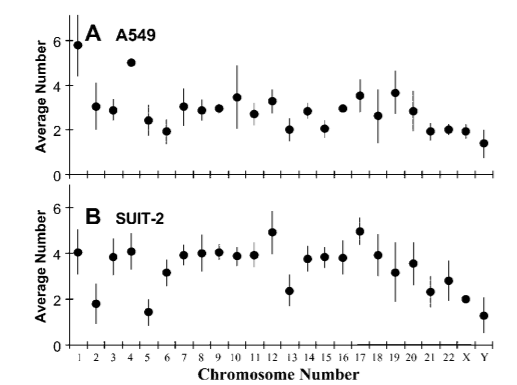 A A549
Average Number
6
4
2
0
B SUIT-2
Average Number
6
4
2
0
1 2 3 4 5 6 7 8 9 10 11 12 13 14 15 16 17 18 19 20 21 22 X Y
Chromosome Number